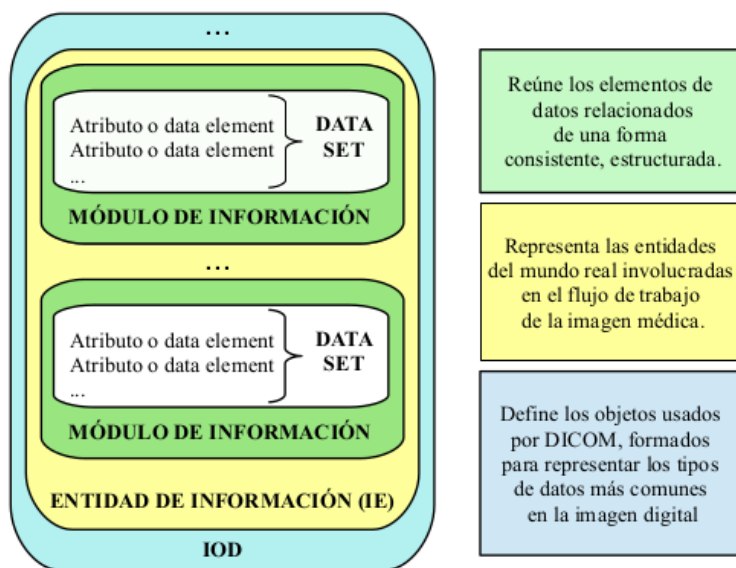 ...
Atributo o data element
Atributo o data element
...
DATA
SET
MÓDULO DE INFORMACIÓN
...
Atributo o data element
Atributo o data element
...
DATA
SET
MÓDULO DE INFORMACIÓN
ENTIDAD DE INFORMACIÓN (IE)
IOD
Reúne los elementos de
datos relacionados
de una forma
consistente, estructurada.
Representa las entidades
del mundo real involucradas
en el flujo de trabajo
de la imagen médica.
Define los objetos usados
por DICOM, formados
para representar los tipos
de datos más comunes
en la imagen digital